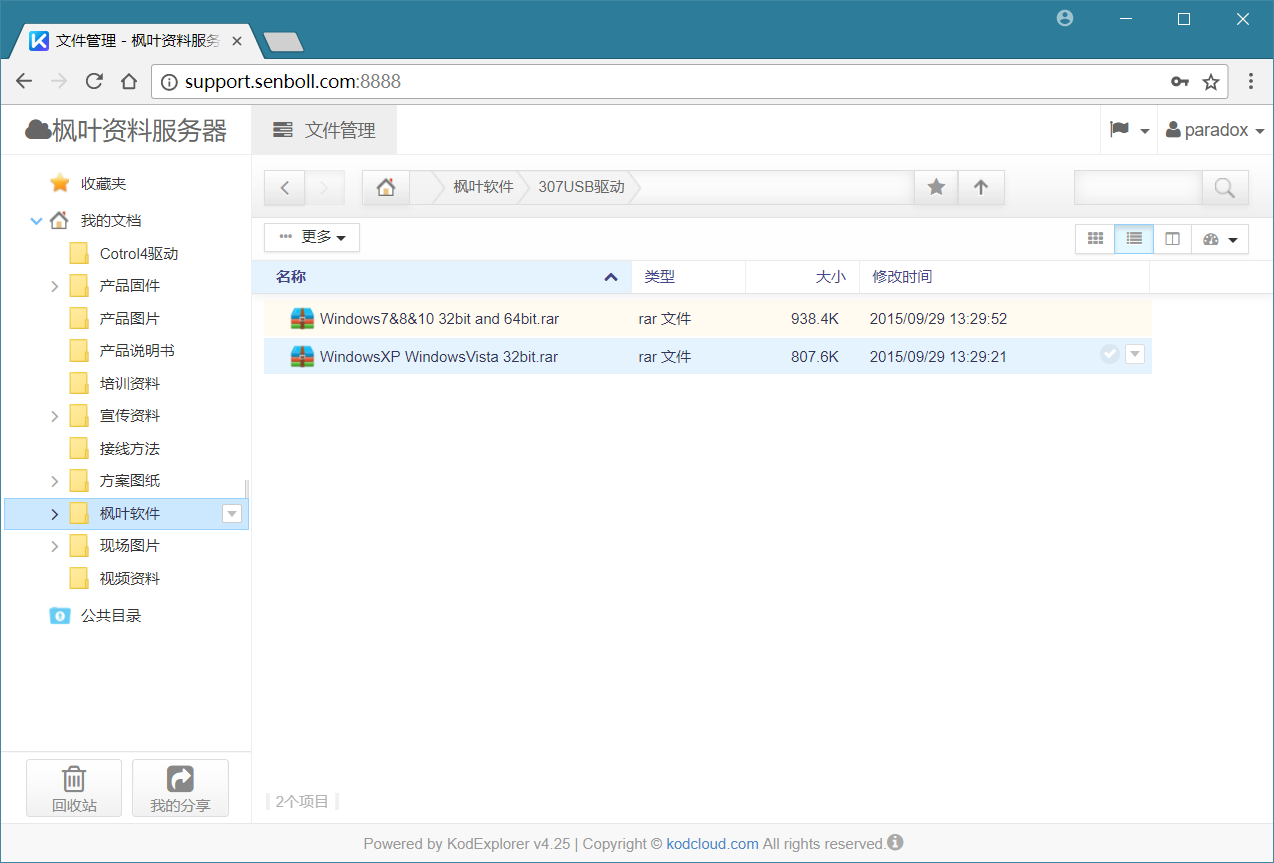 文件管理 - 枫叶资料服务
support.senboll.com:8888
枫叶资料服务器
文件管理
paradox
收藏夹
我的文档
Cotrol4驱动
产品固件
产品图片
产品说明书
培训资料
宣传资料
接线方法
方案图纸
枫叶软件
现场图片
视频资料
公共目录
回收站
我的分享
枫叶软件
307USB驱动
更多
名称 类型 大小 修改时间
Windows7&8&10 32bit and 64bit.rar rar 文件 938.4K 2015/09/29 13:29:52
WindowsXP WindowsVista 32bit.rar rar 文件 807.6K 2015/09/29 13:29:21
2个项目
Powered by KodExplorer v4.25 | Copyright © kodcloud.com All rights reserved.